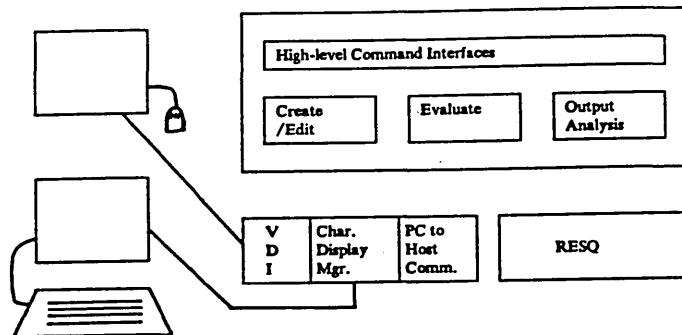 High-level Command Interfaces
Create
/Edit
Evaluate
Output
Analysis
V
D
I
Char.
Display
Mgr.
PC to
Host
Comm.
RESQ